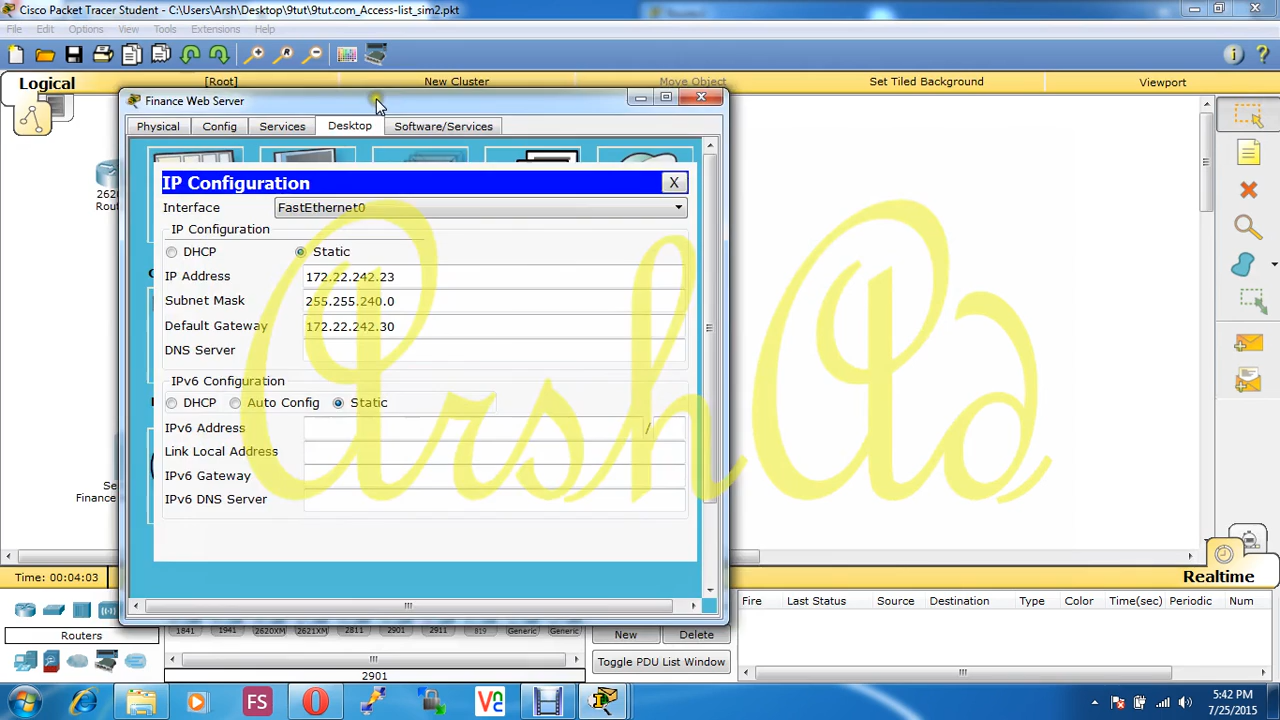 Cisco Packet Tracer Student - C:\Users\Arsh\Desktop\9tut\9tut.com_Access-list_sim2.pkt
File Edit Options View Tools Extensions Help
Logical [Root] New Cluster Move Object Set Tiled Background Viewport
Finance Web Server
Physical Config Services Desktop Software/Services
IP Configuration X
Interface FastEthernet0
IP Configuration
DHCP Static
IP Address 172.22.242.23
Subnet Mask 255.255.240.0
Default Gateway 172.22.242.30
DNS Server
IPv6 Configuration
DHCP Auto Config Static
IPv6 Address /
Link Local Address
IPv6 Gateway
IPv6 DNS Server
262
Rout
Se
Financ
ArshAd
Time: 00:04:03 Realtime
Fire Last Status Source Destination Type Color Time(sec) Periodic Num
1841 1941 2620XM 2621XM 2811 2901 2911 819 Generic Generic
Routers New Delete
Toggle PDU List Window
2901
FS
5:42 PM
7/25/2015